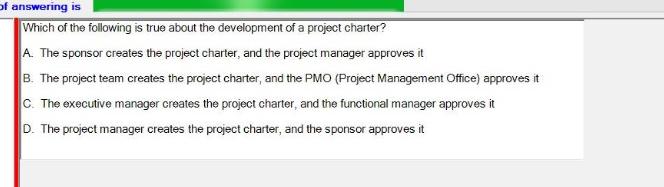 of answering is
Which of the following is true about the development of a project charter?
A. The sponsor creates the project charter, and the project manager approves it
B. The project team creates the project charter, and the PMO (Project Management Office) approves it
C. The executive manager creates the project charter, and the functional manager approves it
D. The project manager creates the project charter, and the sponsor approves it